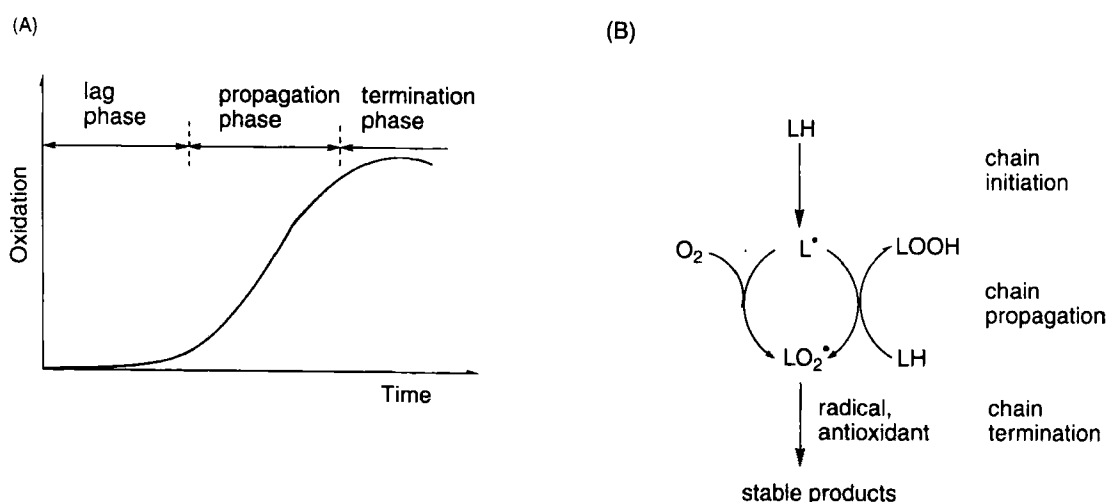 (A)
lag
phase
propagation
phase
termination
phase
Oxidation
Time
(B)
LH
chain
initiation
O₂
L•
LOOH
chain
propagation
LO₂•
LH
radical,
antioxidant
chain
termination
stable products